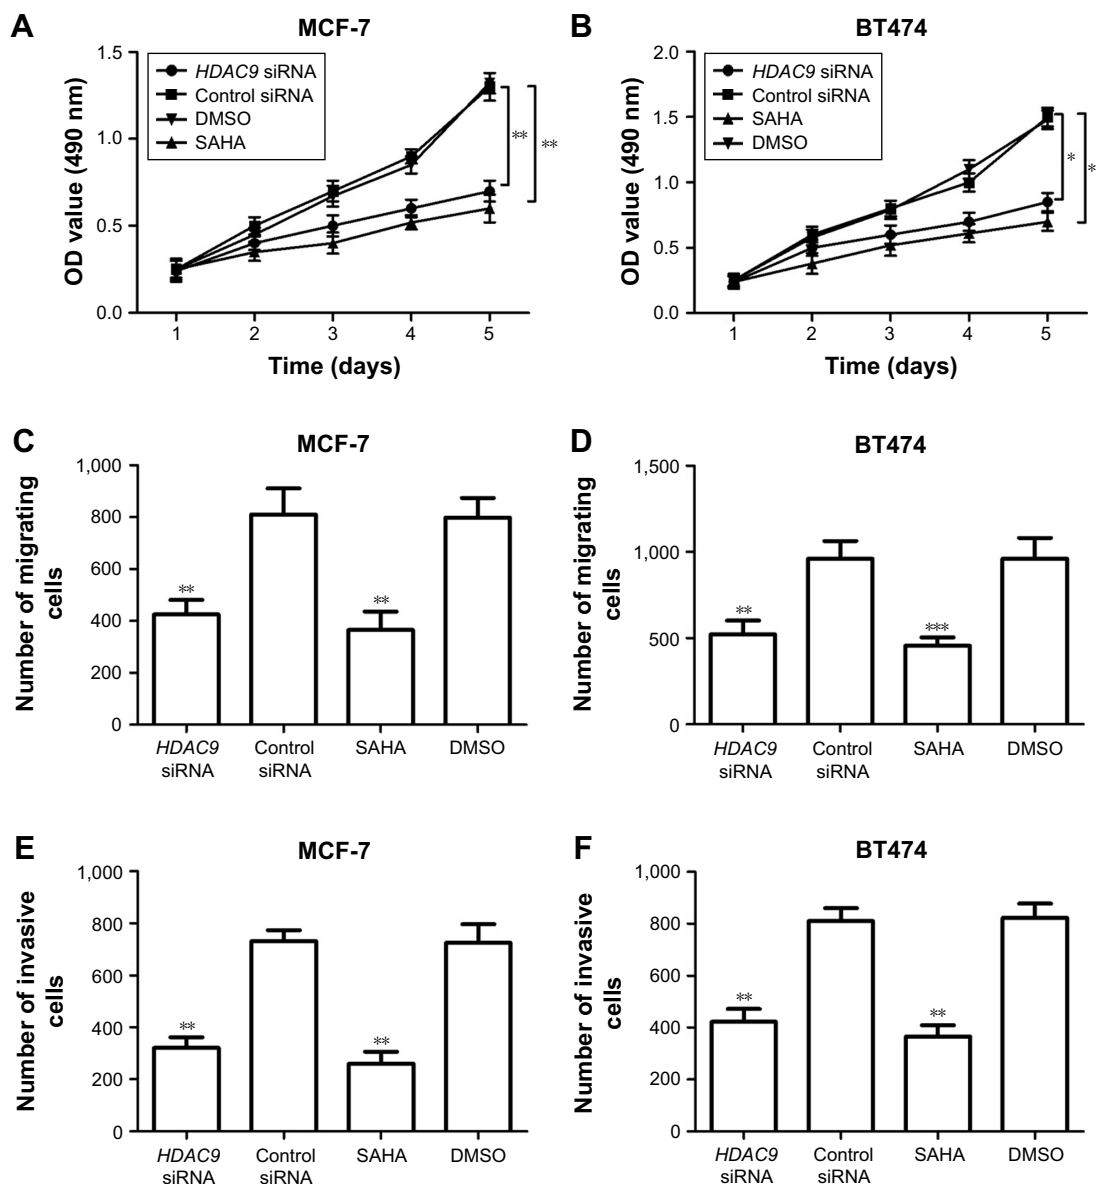 A
MCF-7
OD value (490 nm)
1.5
1.0
0.5
0.0
HDAC9 siRNA
Control siRNA
DMSO
SAHA
**
**
1 2 3 4 5
Time (days)
B
BT474
OD value (490 nm)
2.0
1.5
1.0
0.5
0.0
HDAC9 siRNA
Control siRNA
SAHA
DMSO
*
*
1 2 3 4 5
Time (days)
C
MCF-7
Number of migrating
cells
1,000
800
600
400
200
0
**
**
HDAC9 Control SAHA DMSO
siRNA siRNA
D
BT474
Number of migrating
cells
1,500
1,000
500
0
**
***
HDAC9 Control SAHA DMSO
siRNA siRNA
E
MCF-7
Number of invasive
cells
1,000
800
600
400
200
0
**
**
HDAC9 Control SAHA DMSO
siRNA siRNA
F
BT474
Number of invasive
cells
1,000
800
600
400
200
0
**
**
HDAC9 Control SAHA DMSO
siRNA siRNA